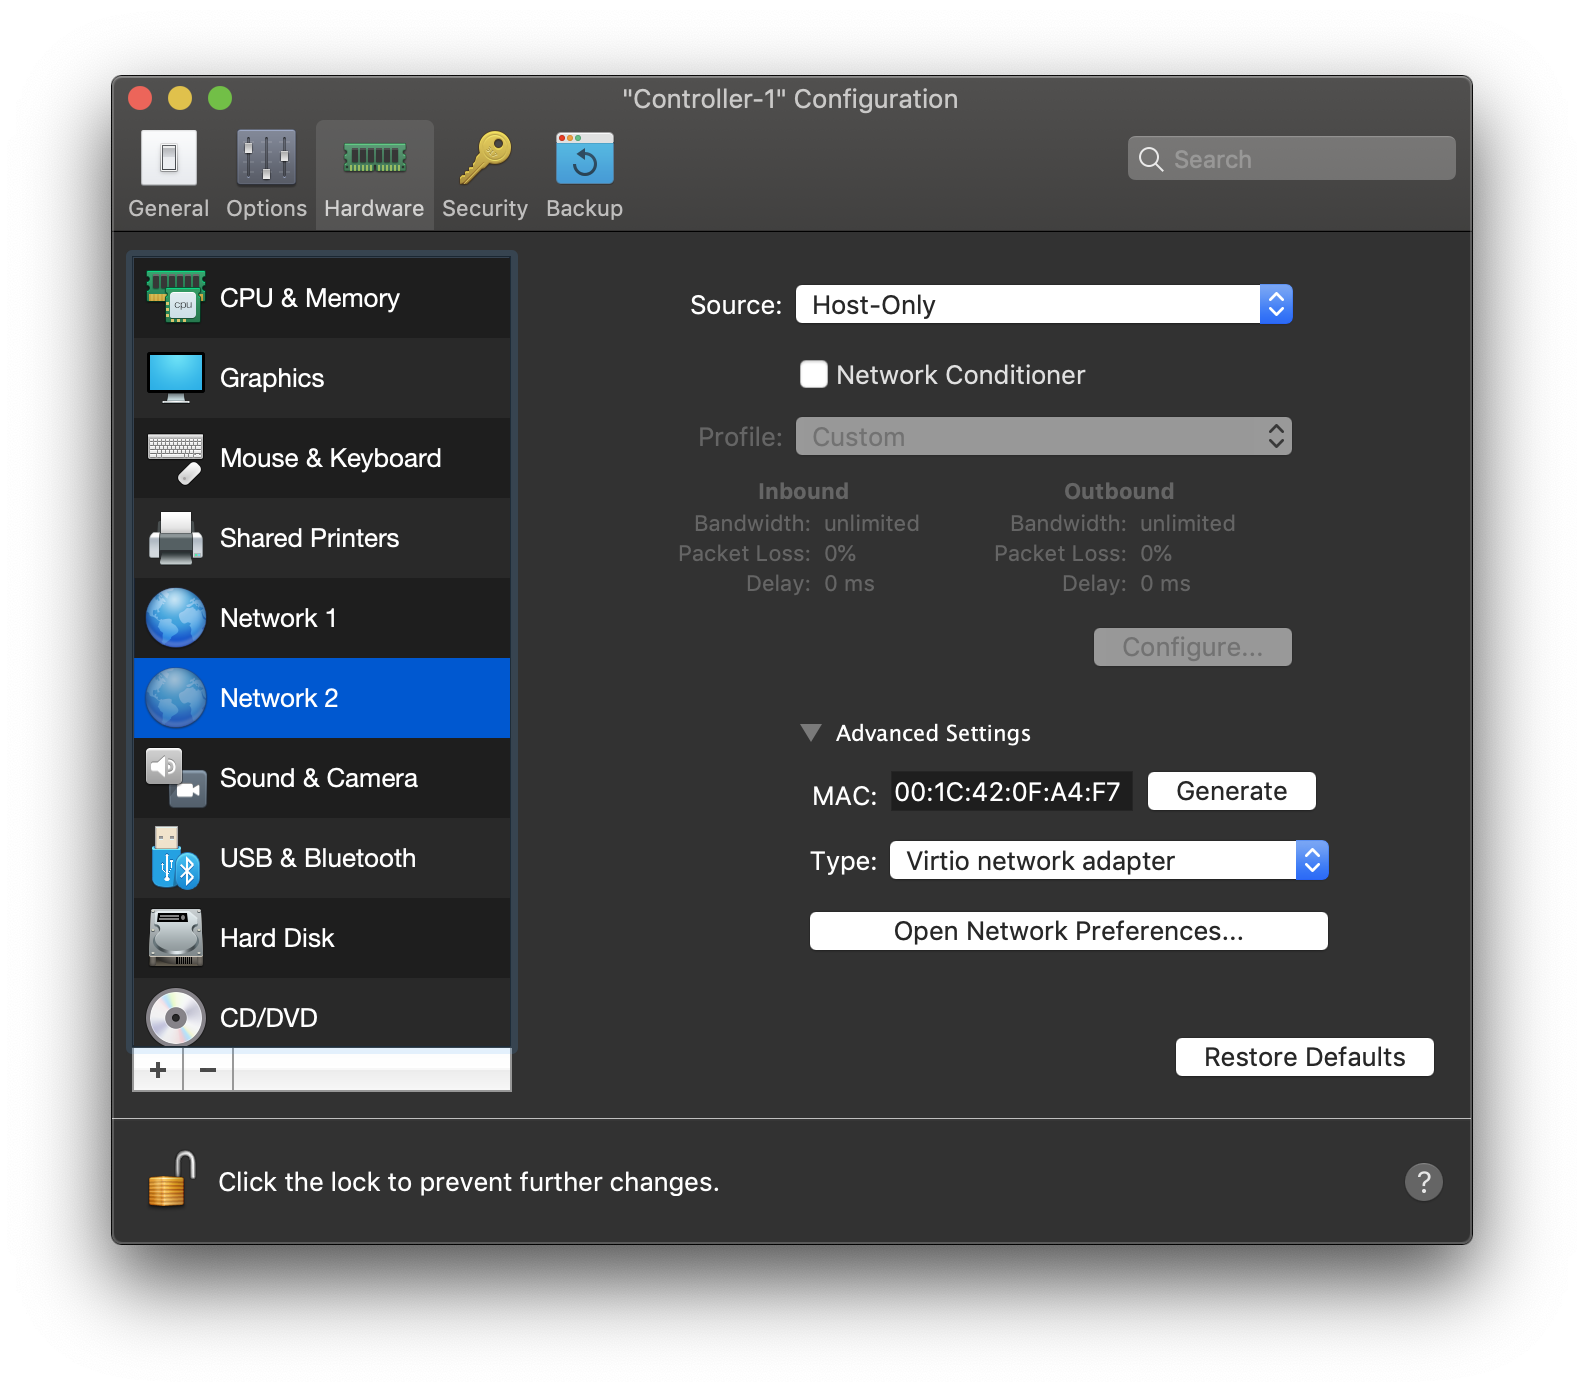 "Controller-1" Configuration
General
Options
Hardware
Security
Backup
Search
cpu
CPU & Memory
Graphics
Mouse & Keyboard
Shared Printers
Network 1
Network 2
Sound & Camera
USB & Bluetooth
Hard Disk
CD/DVD
+
−
Source: Host-Only
Network Conditioner
Profile: Custom
Inbound
Bandwidth: unlimited
Packet Loss: 0%
Delay: 0 ms
Outbound
Bandwidth: unlimited
Packet Loss: 0%
Delay: 0 ms
Configure...
Advanced Settings
MAC: 00:1C:42:0F:A4:F7 Generate
Type: Virtio network adapter
Open Network Preferences...
Restore Defaults
Click the lock to prevent further changes.
?